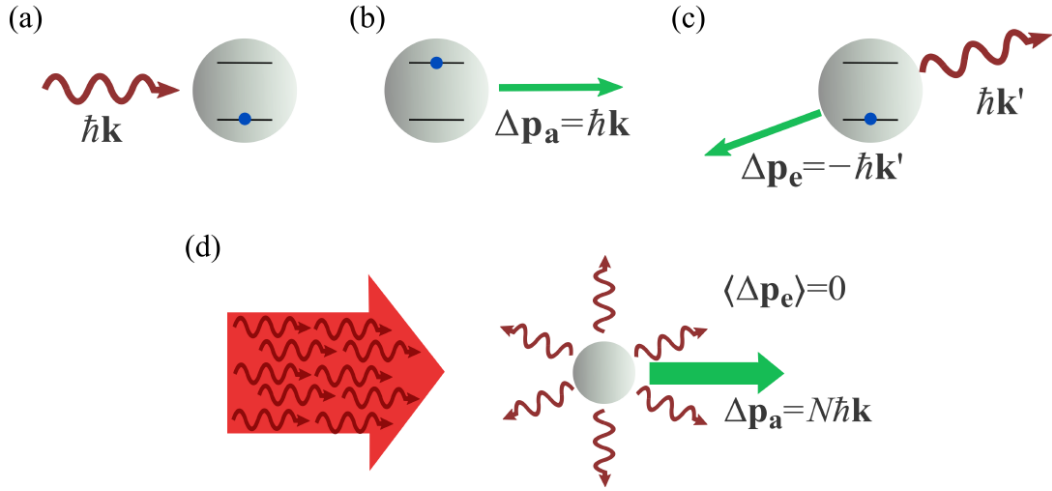 (a)
ħk
(b)
Δpₐ=ħk
(c)
ħk'
Δpₑ=−ħk'
(d)
⟨Δpₑ⟩=0
Δpₐ=Nħk